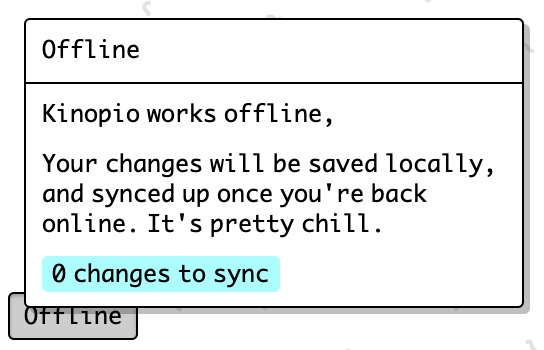 Offline
Kinopio works offline,
Your changes will be saved locally,
and synced up once you're back
online. It's pretty chill.
0 changes to sync
Offline